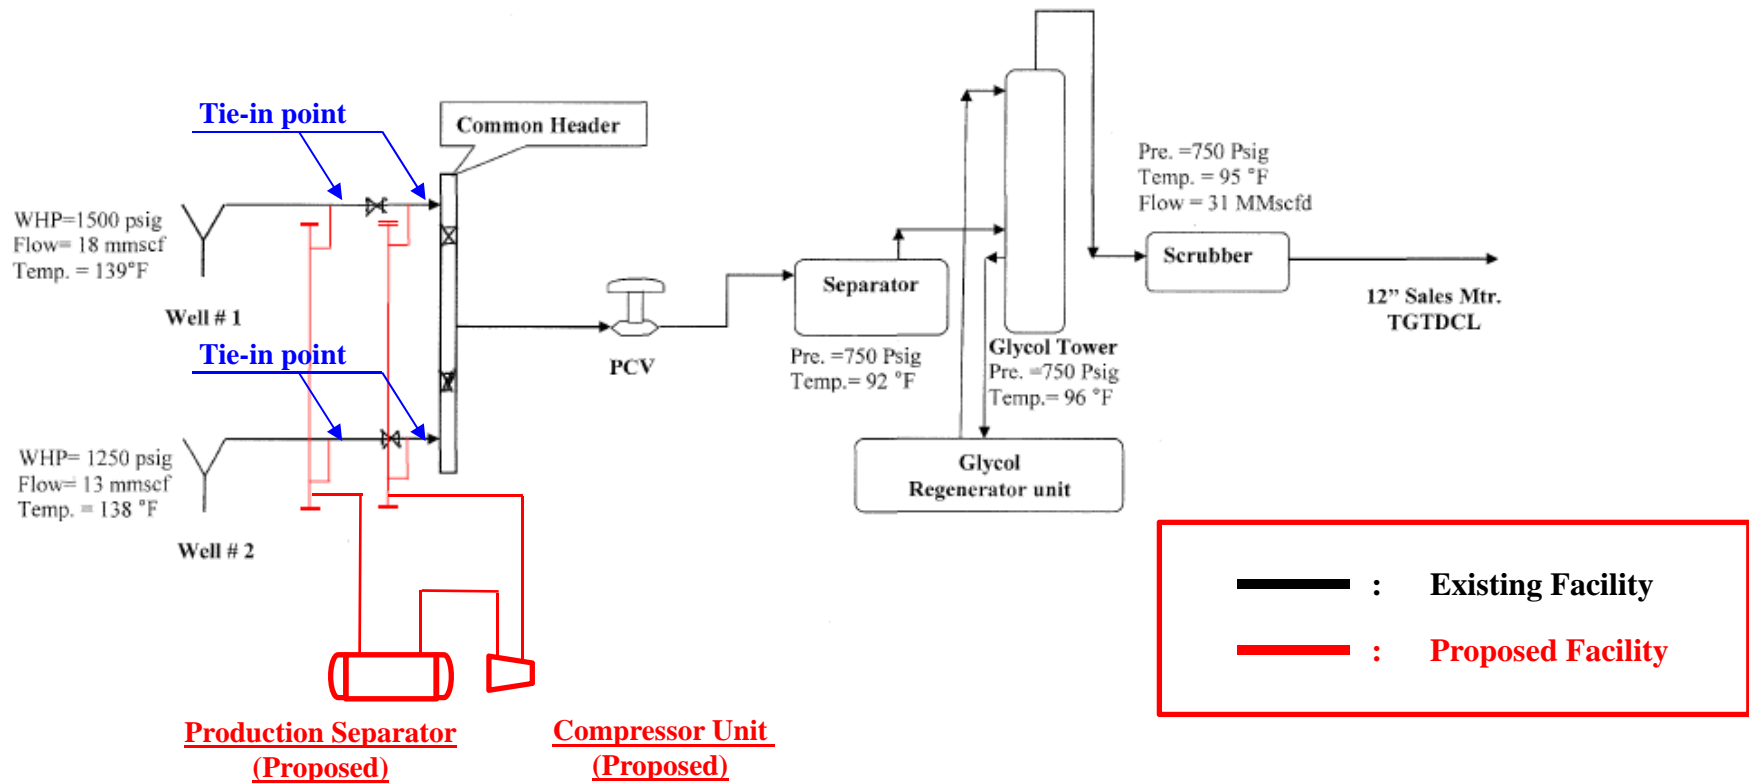 Tie-in point
Common Header
WHP=1500 psig
Flow= 18 mmscf
Temp. = 139°F
Well # 1
Tie-in point
WHP= 1250 psig
Flow= 13 mmscf
Temp. = 138 °F
Well # 2
PCV
Separator
Pre. =750 Psig
Temp.= 92 °F
Glycol Tower
Pre. =750 Psig
Temp.= 96 °F
Glycol
Regenerator unit
Pre. =750 Psig
Temp. = 95 °F
Flow = 31 MMscfd
Scrubber
12” Sales Mtr.
TGTDCL
Production Separator
(Proposed)
Compressor Unit
(Proposed)
: Existing Facility
: Proposed Facility